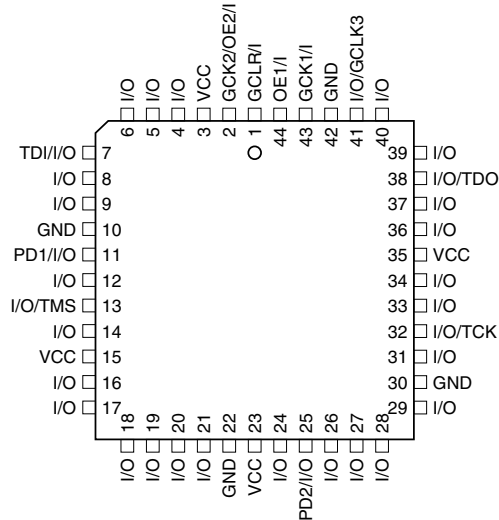 I/O
I/O
I/O
VCC
GCK2/OE2/I
GCLR/I
OE1/I
GCK1/I
GND
I/O/GCLK3
I/O
6
5
4
3
2
1
44
43
42
41
40
TDI/I/O 7
I/O 8
I/O 9
GND 10
PD1/I/O 11
I/O 12
I/O/TMS 13
I/O 14
VCC 15
I/O 16
I/O 17
39 I/O
38 I/O/TDO
37 I/O
36 I/O
35 VCC
34 I/O
33 I/O
32 I/O/TCK
31 I/O
30 GND
29 I/O
18
19
20
21
22
23
24
25
26
27
28
I/O
I/O
I/O
I/O
GND
VCC
I/O
PD2/I/O
I/O
I/O
I/O